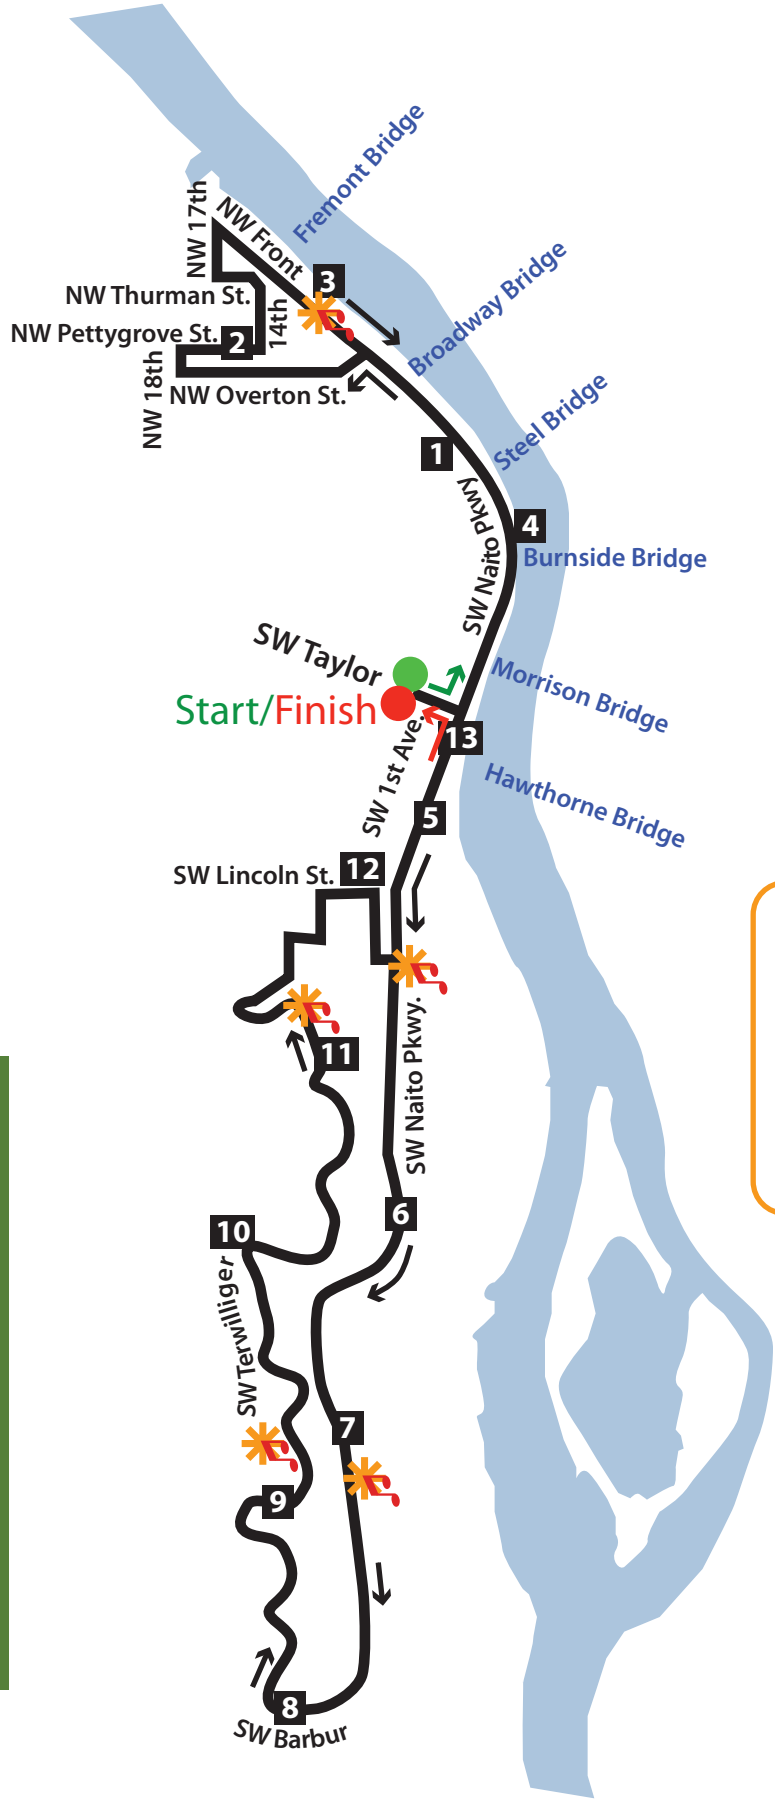 Fremont Bridge
NW 17th
NW Front
3
NW Thurman St.
14th
Broadway Bridge
NW Pettygrove St.
2
NW 18th
NW Overton St.
Steel Bridge
1
SW Naito Pkwy
4
Burnside Bridge
SW Taylor
Morrison Bridge
Start/Finish
13
SW 1st Ave.
Hawthorne Bridge
5
12
SW Lincoln St.
SW Naito Pkwy.
11
6
10
SW Terwilliger
7
9
8
SW Barbur